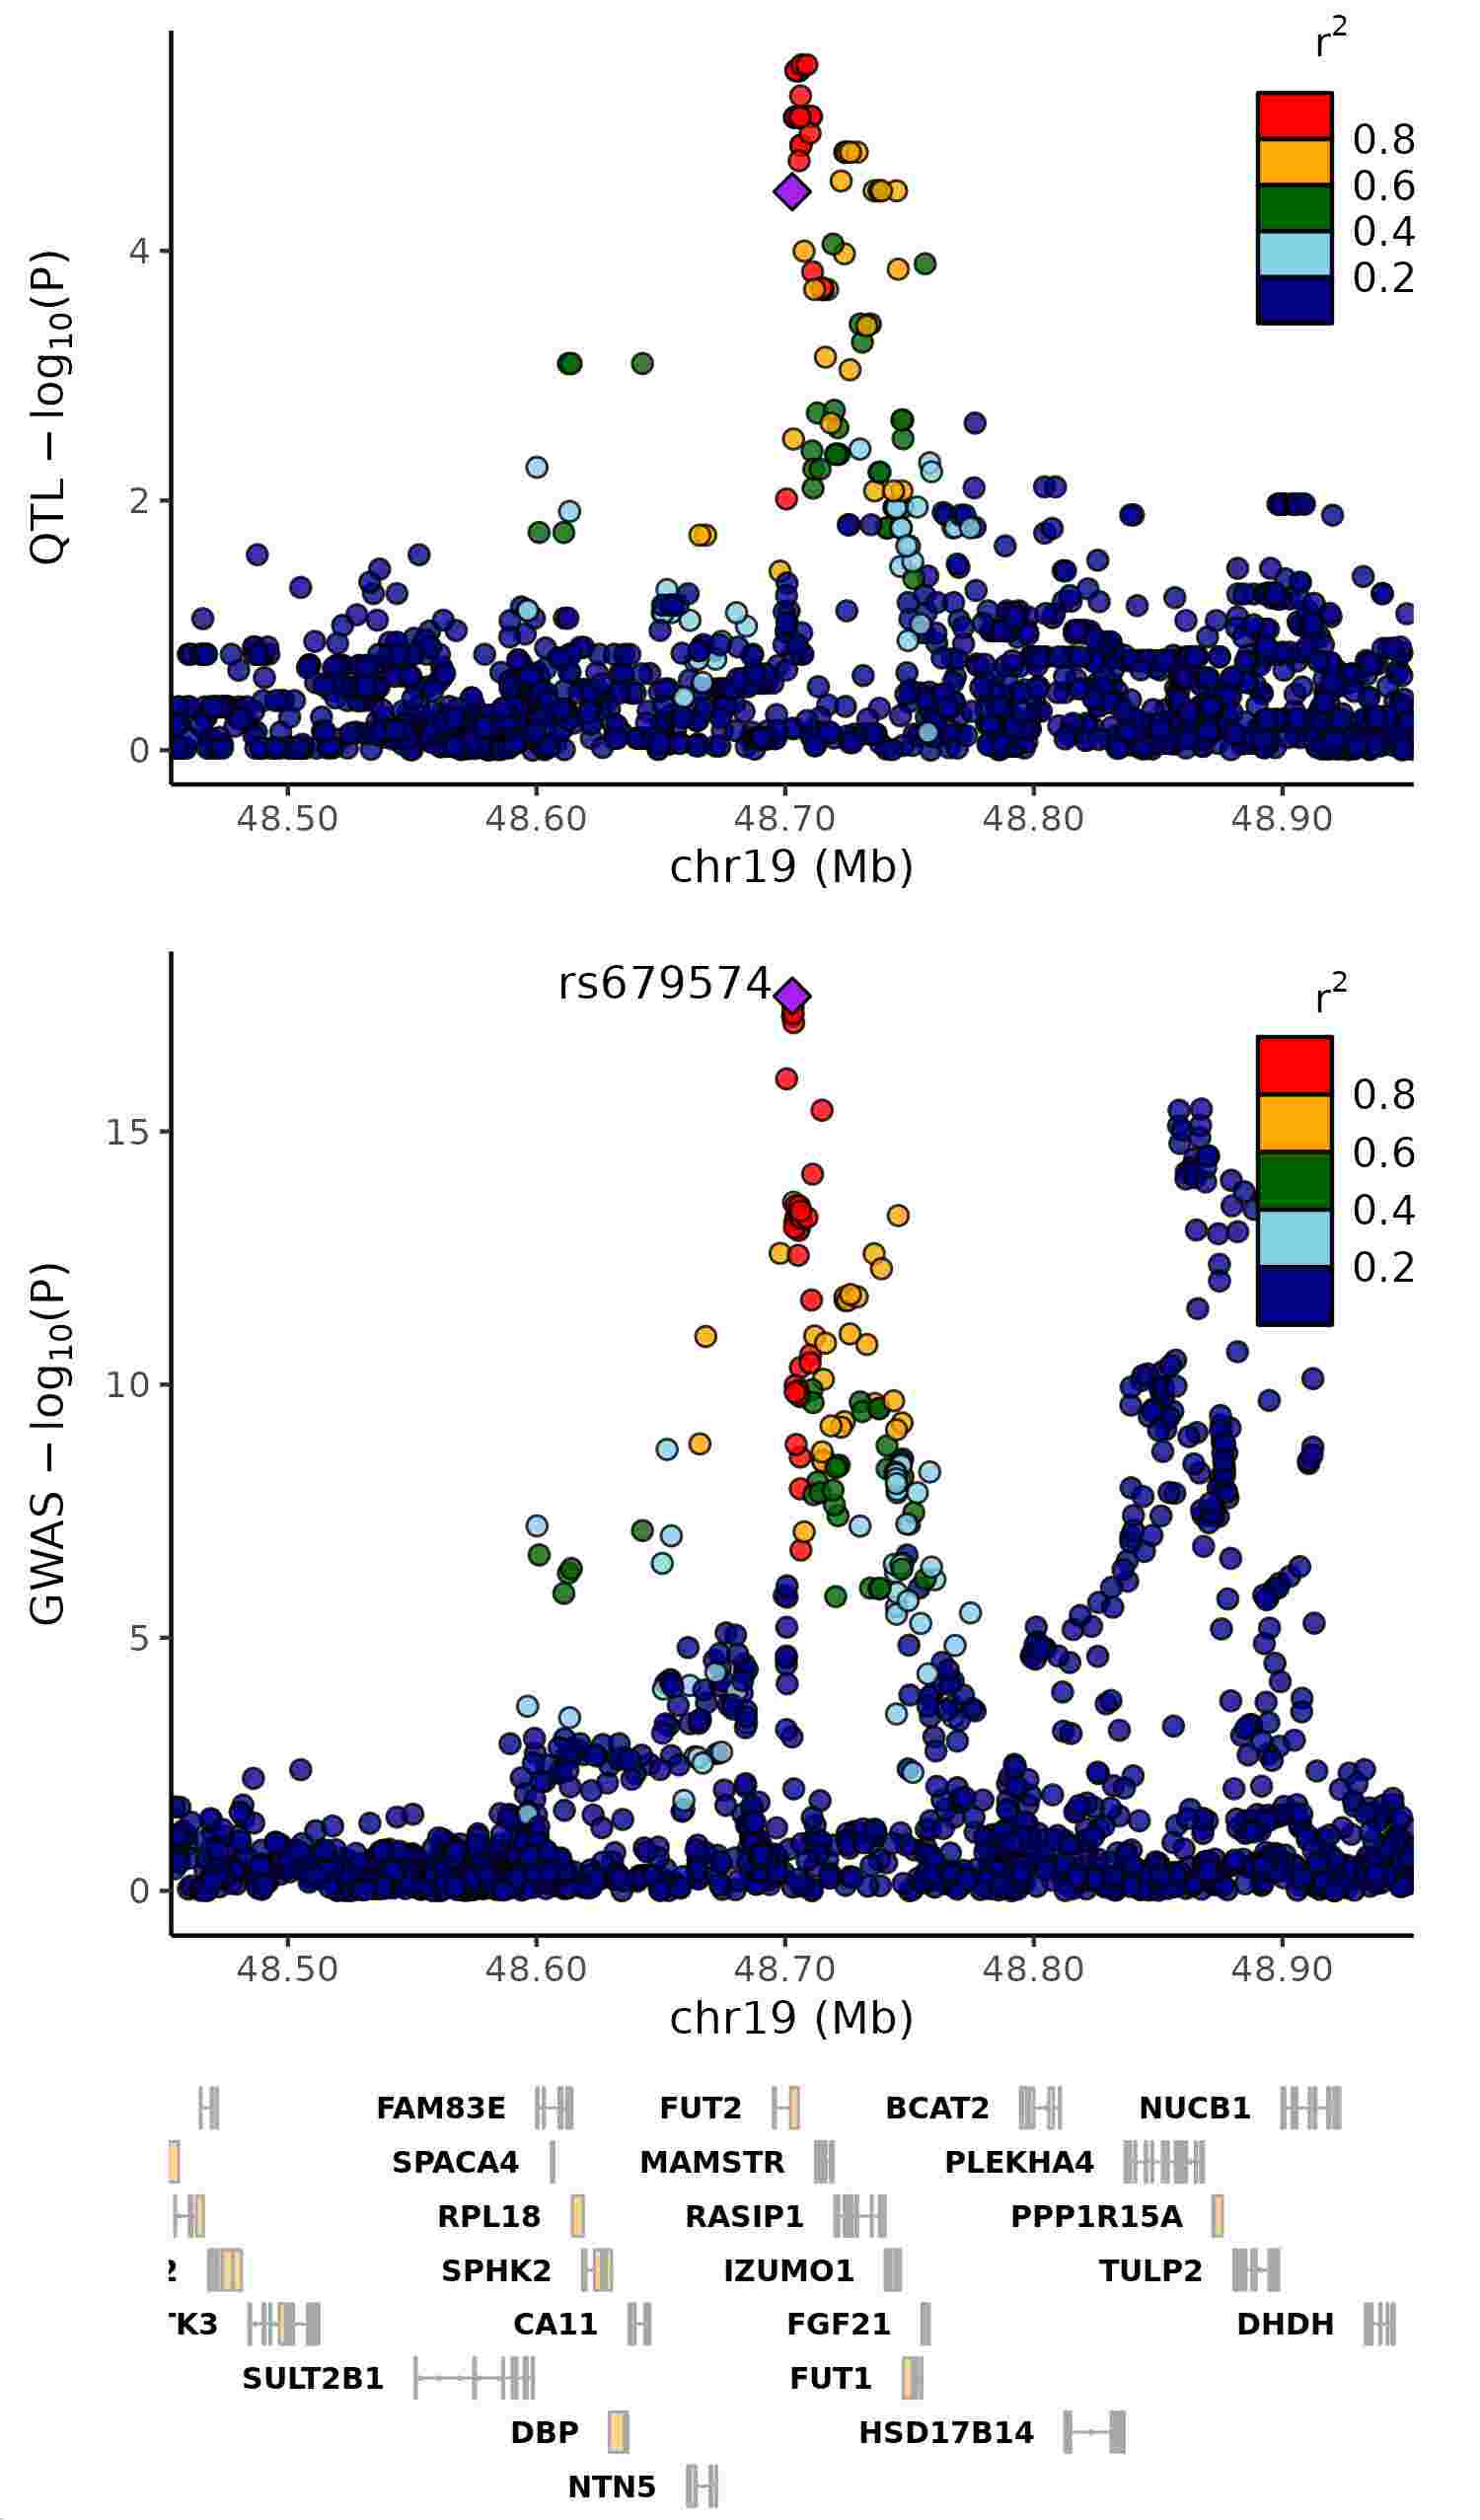 r2
0.8
0.6
0.4
0.2
QTL − log10(P)
4
2
0
48.50 48.60 48.70 48.80 48.90
chr19 (Mb)
rs679574
r2
0.8
0.6
0.4
0.2
GWAS − log10(P)
15
10
5
0
48.50 48.60 48.70 48.80 48.90
chr19 (Mb)
FAM83E FUT2 BCAT2 NUCB1
SPACA4 MAMSTR PLEKHA4
RPL18 RASIP1 PPP1R15A
2 SPHK2 IZUMO1 TULP2
TK3 CA11 FGF21 DHDH
SULT2B1 FUT1
DBP HSD17B14
NTN5